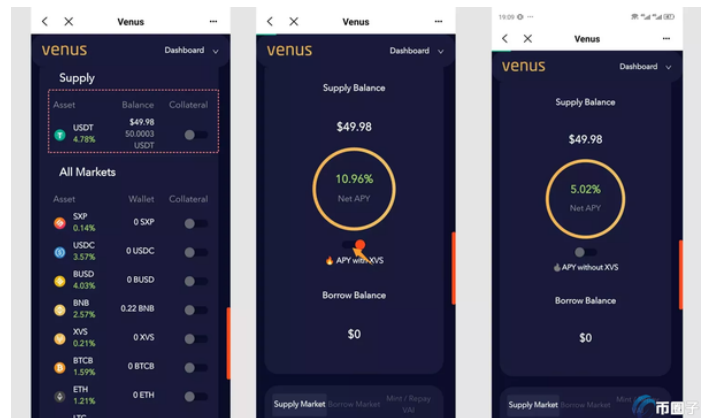 Venus
venus
Dashboard
Supply
Asset Balance Collateral
USDT $49.98
4.78% 50.0003
USDT
All Markets
Asset Wallet Collateral
SXP 0 SXP
0.14%
USDC 0 USDC
3.57%
BUSD 0 BUSD
4.03%
BNB 0.22 BNB
2.57%
XVS 0 XVS
0.21%
BTCB 0 BTCB
1.59%
ETH 0 ETH
1.21%
LTC
Venus
venus
Dashboard
Supply Balance
$49.98
10.96%
Net APY
APY with XVS
Borrow Balance
$0
Supply Market Borrow Market Mint / Repay
VAI
19:09
Venus
venus
Dashboard
Supply Balance
$49.98
5.02%
Net APY
APY without XVS
Borrow Balance
$0
Supply Market Borrow Market Mint
币圈子